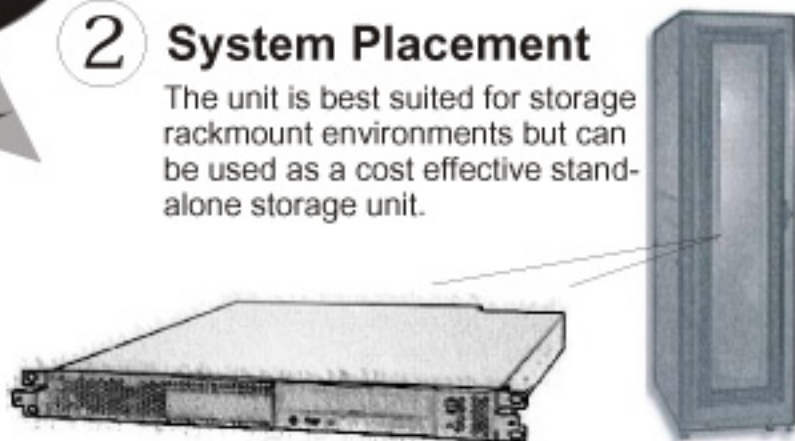 2 System Placement
The unit is best suited for storage
rackmount environments but can
be used as a cost effective stand-
alone storage unit.